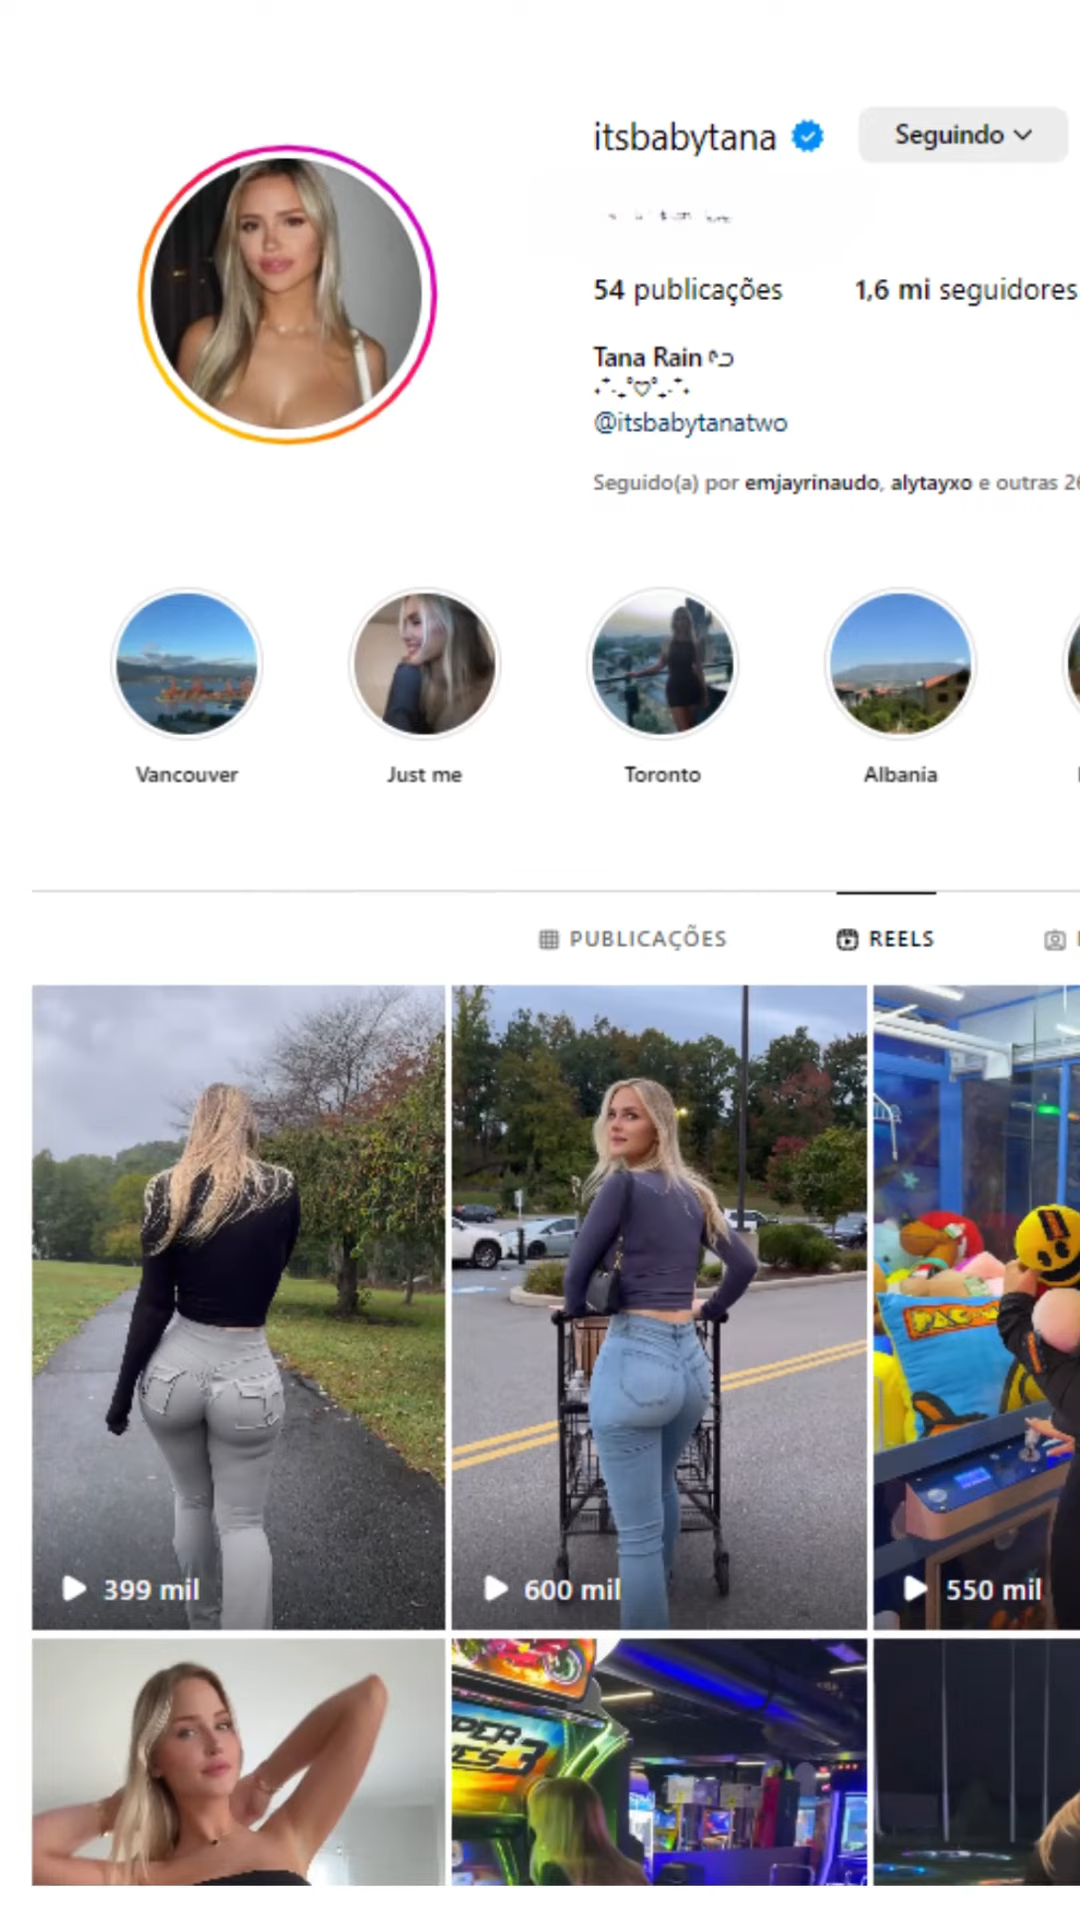 itsbabytana
Seguindo
54 publicações
1,6 mi seguidores
Tana Rain
@itsbabytanatwo
Seguido(a) por emjayrinaudo, alytayxo e outras 26
Vancouver
Just me
Toronto
Albania
PUBLICAÇÕES
REELS
399 mil
600 mil
550 mil